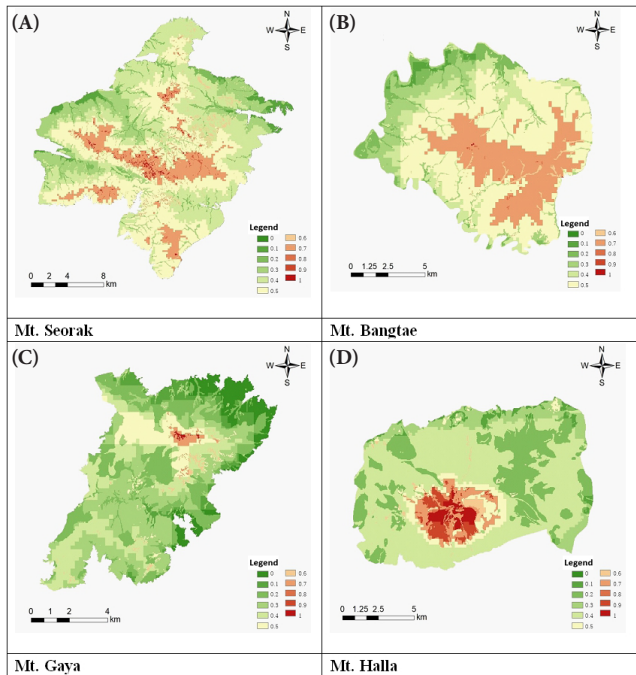 (A)
N
W E
S
Legend
0 0.6
0.1 0.7
0.2 0.8
0.3 0.9
0.4 1
0.5
0 2 4 8
km
Mt. Seorak
(B)
N
W E
S
Legend
0 0.6
0.1 0.7
0.2 0.8
0.3 0.9
0.4 1
0.5
0 1.25 2.5 5
km
Mt. Bangtae
(C)
N
W E
S
Legend
0 0.6
0.1 0.7
0.2 0.8
0.3 0.9
0.4 1
0.5
0 1 2 4
km
Mt. Gaya
(D)
N
W E
S
Legend
0 0.6
0.1 0.7
0.2 0.8
0.3 0.9
0.4 1
0.5
0 1.25 2.5 5
km
Mt. Halla